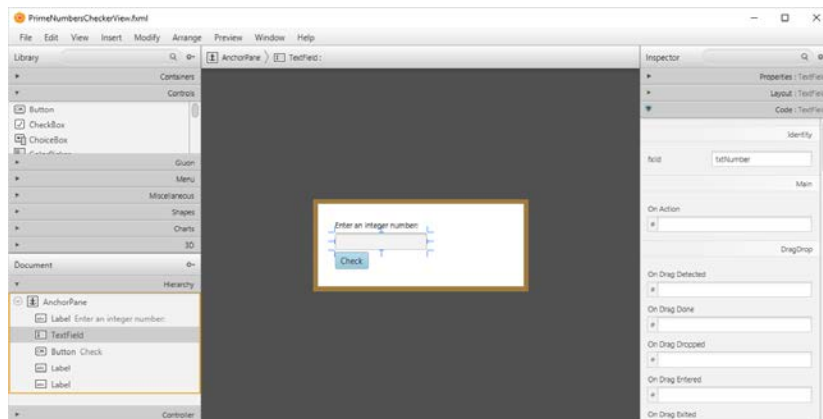 PrimeNumbersCheckerView.fxml
File Edit View Insert Modify Arrange Preview Window Help
Library
AnchorPane TextField :
Inspector
Containers
Controls
Button
CheckBox
ChoiceBox
Gluon
Menu
Miscellaneous
Shapes
Charts
3D
Document
Hierarchy
AnchorPane
Label Enter an integer number:
TextField
Button Check
Label
Label
Controller
Enter an integer number:
Check
Properties : TextFiel
Layout : TextFiel
Code : TextFiel
Identity
fx:id txtNumber
Main
On Action
#
DragDrop
On Drag Detected
#
On Drag Done
#
On Drag Dropped
#
On Drag Entered
#
On Drag Exited